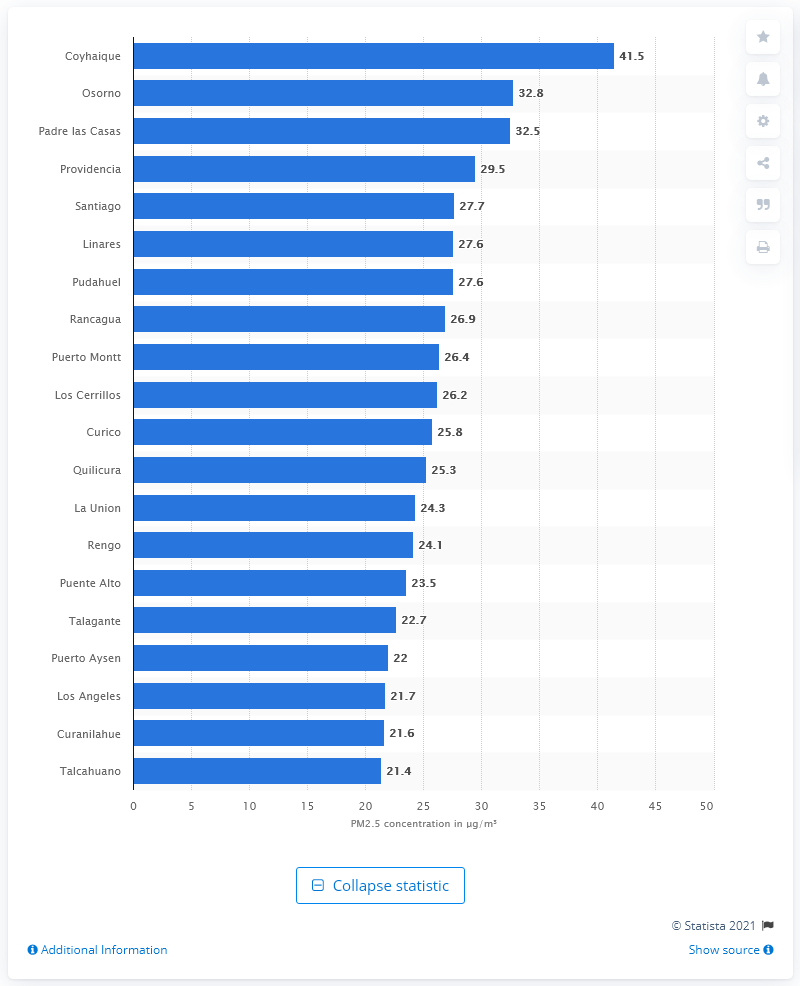 Coyhaique 41.5
Osorno 32.8
Padre las Casas 32.5
Providencia 29.5
Santiago 27.7
Linares 27.6
Pudahuel 27.6
Rancagua 26.9
Puerto Montt 26.4
Los Cerrillos 26.2
Curico 25.8
Quilicura 25.3
La Union 24.3
Rengo 24.1
Puente Alto 23.5
Talagante 22.7
Puerto Aysen 22
Los Angeles 21.7
Curanilahue 21.6
Talcahuano 21.4
0 5 10 15 20 25 30 35 40 45 50
PM2.5 concentration in µg/m³
Collapse statistic
© Statista 2021
Additional Information
Show source